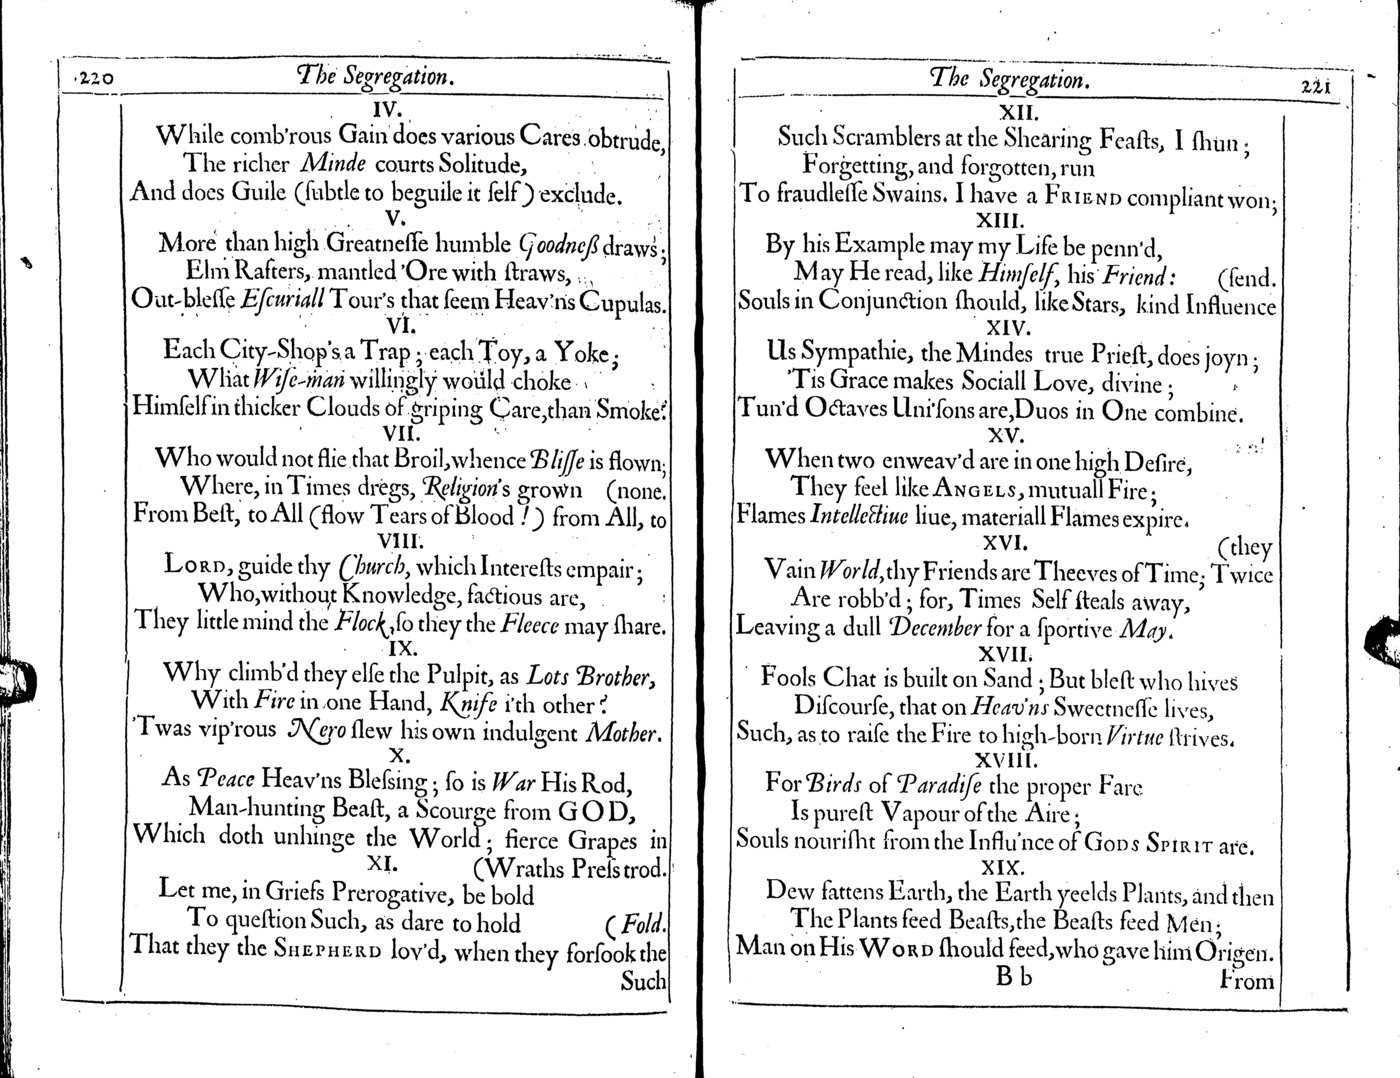 220
The Segregation.
IV.
While comb'rous Gain does various Cares obtrude,
The richer Minde courts Solitude,
And does Guile (ſubtle to beguile it ſelf) exclude.
V.
More than high Greatneſſe humble Goodneß draws;
Elm Rafters, mantled 'Ore with ſtraws,
Out-bleſſe Eſcuriall Tour's that ſeem Heav'ns Cupulas.
VI.
Each City-Shop's a Trap; each Toy, a Yoke;
What Wiſe-man willingly would choke
Himſelf in thicker Clouds of griping Care, than Smoke?
VII.
Who would not flie that Broil, whence Bliſſe is flown;
Where, in Times dregs, Religion's grown (none.
From Beſt, to All (flow Tears of Blood!) from All, to
VIII.
LORD, guide thy Church, which Intereſts empair;
Who, without Knowledge, factious are,
They little mind the Flock, ſo they the Fleece may ſhare.
IX.
Why climb'd they elſe the Pulpit, as Lots Brother,
With Fire in one Hand, Knife i'th other?
'Twas vip'rous Nero ſlew his own indulgent Mother.
X.
As Peace Heav'ns Bleſsing; ſo is War His Rod,
Man-hunting Beaſt, a Scourge from GOD,
Which doth unhinge the World; fierce Grapes in
XI. (Wraths Preſs trod.
Let me, in Griefs Prerogative, be bold
To queſtion Such, as dare to hold (Fold.
That they the SHEPHERD lov'd, when they forſook the
Such
The Segregation.
221
XII.
Such Scramblers at the Shearing Feaſts, I ſhun;
Forgetting, and forgotten, run
To fraudleſſe Swains. I have a FRIEND compliant won;
XIII.
By his Example may my Life be penn'd,
May He read, like Himſelf, his Friend: (ſend.
Souls in Conjunction ſhould, like Stars, kind Influence
XIV.
Us Sympathie, the Mindes true Prieſt, does joyn;
'Tis Grace makes Sociall Love, divine;
Tun'd Octaves Uni'ſons are, Duos in One combine.
XV.
When two enweav'd are in one high Deſire,
They feel like ANGELS, mutuall Fire;
Flames Intellectiue liue, materiall Flames expire.
XVI. (they
Vain World, thy Friends are Theeves of Time; Twice
Are robb'd; for, Times Self ſteals away,
Leaving a dull December for a ſportive May.
XVII.
Fools Chat is built on Sand; But bleſt who hives
Diſcourſe, that on Heav'ns Sweetneſſe lives,
Such, as to raiſe the Fire to high-born Virtue ſtrives.
XVIII.
For Birds of Paradiſe the proper Fare
Is pureſt Vapour of the Aire;
Souls nouriſht from the Influ'nce of GODS SPIRIT are.
XIX.
Dew fattens Earth, the Earth yeelds Plants, and then
The Plants feed Beaſts, the Beaſts feed Men;
Man on His WORD ſhould feed, who gave him Origen.
B b
From